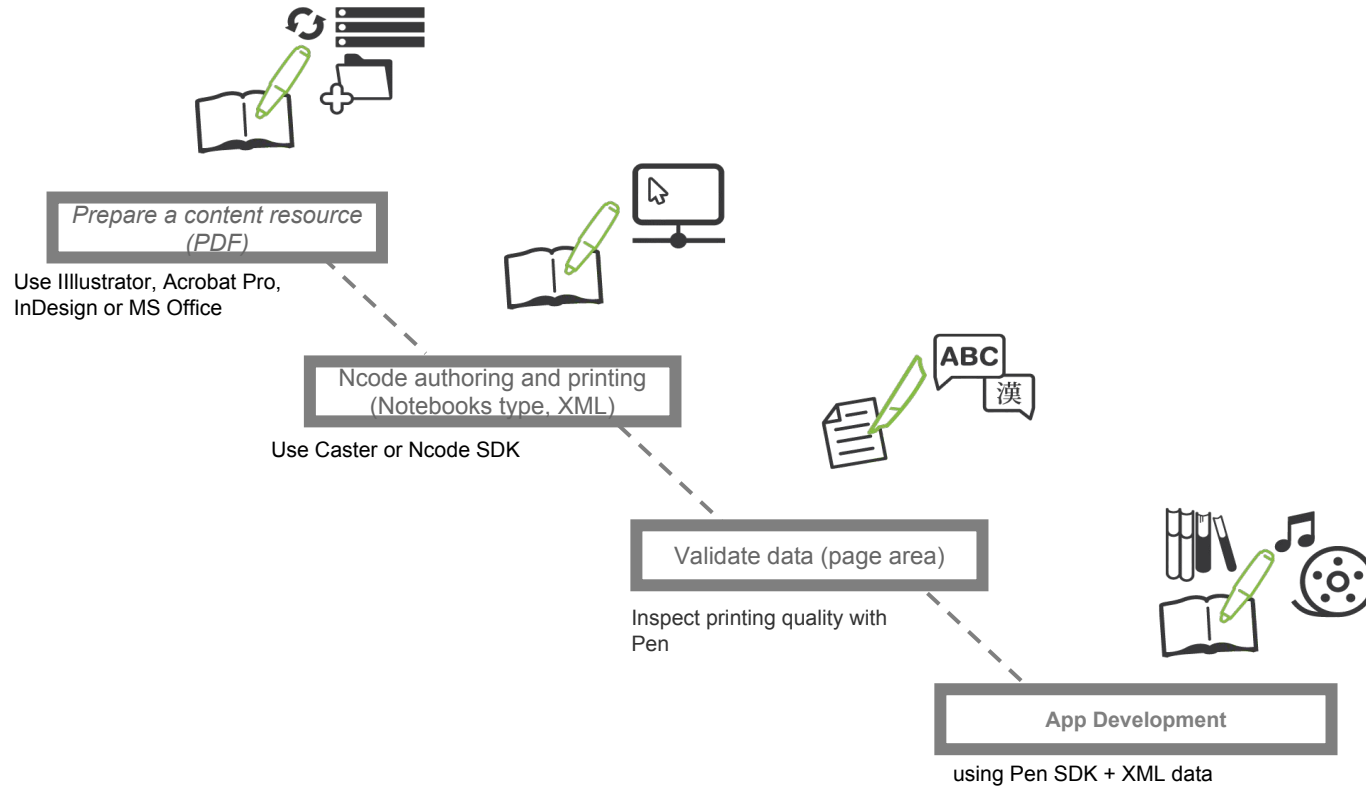 Prepare a content resource
(PDF)
Use IIllustrator, Acrobat Pro,
InDesign or MS Office
Ncode authoring and printing
(Notebooks type, XML)
Use Caster or Ncode SDK
ABC
漢
Validate data (page area)
Inspect printing quality with
Pen
App Development
using Pen SDK + XML data